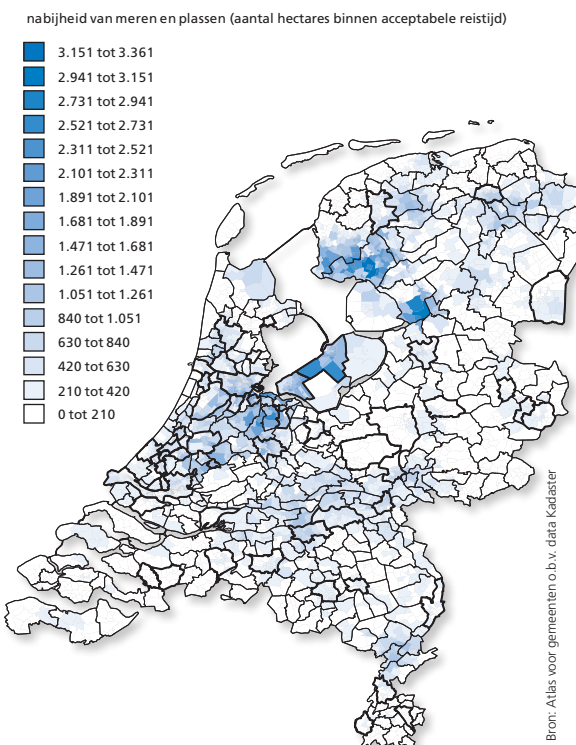 nabijheid van meren en plassen (aantal hectares binnen acceptabele reistijd)
3.151 tot 3.361
2.941 tot 3.151
2.731 tot 2.941
2.521 tot 2.731
2.311 tot 2.521
2.101 tot 2.311
1.891 tot 2.101
1.681 tot 1.891
1.471 tot 1.681
1.261 tot 1.471
1.051 tot 1.261
840 tot 1.051
630 to 840
420 tot 630
210 tot 420
0 tot 210
Bron: Atlas voor gemeenten o.b.v. data Kadaster